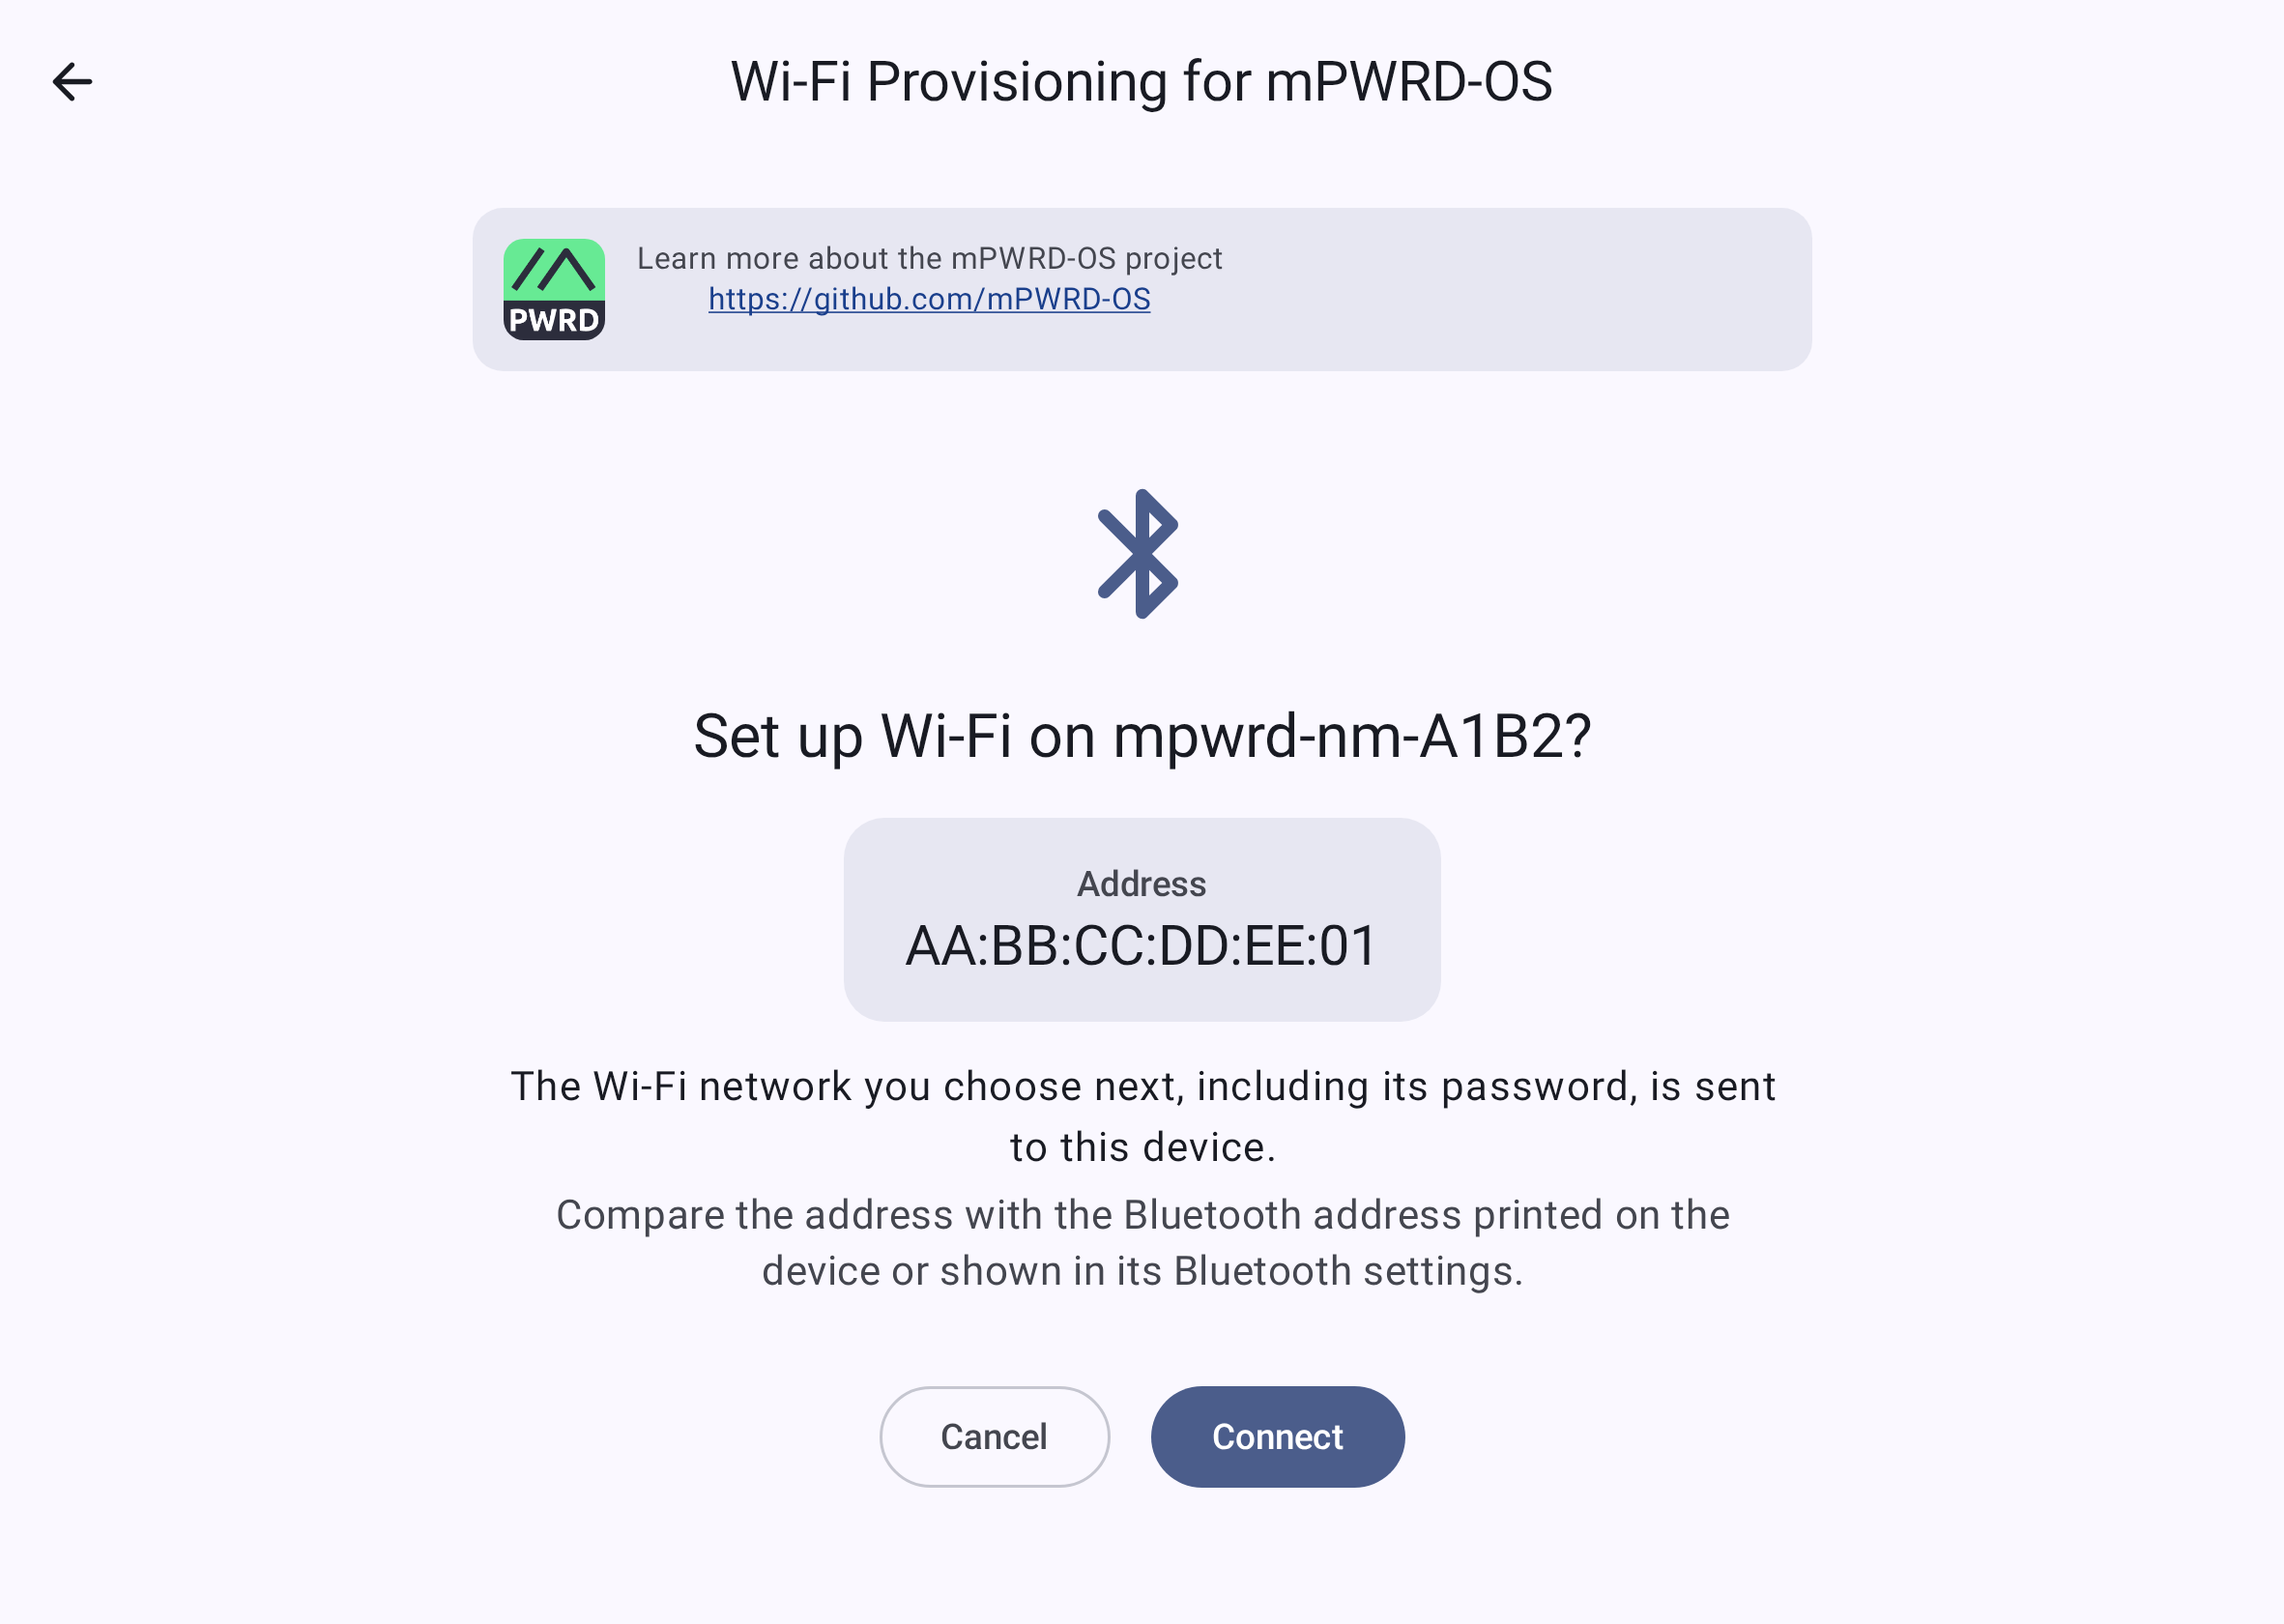 Wi-Fi Provisioning for mPWRD-OS
Learn more about the mPWRD-OS project
https://github.com/mPWRD-OS
PWRD
Set up Wi-Fi on mpwrd-nm-A1B2?
Address
AA:BB:CC:DD:EE:01
The Wi-Fi network you choose next, including its password, is sent
to this device.
Compare the address with the Bluetooth address printed on the
device or shown in its Bluetooth settings.
Cancel
Connect